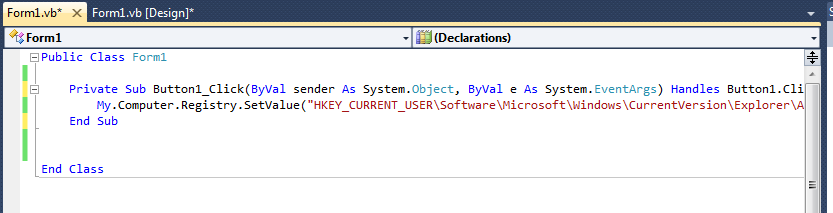 Form1.vb* Form1.vb [Design]*
Form1 (Declarations)
Public Class Form1
Private Sub Button1_Click(ByVal sender As System.Object, ByVal e As System.EventArgs) Handles Button1.Cli
My.Computer.Registry.SetValue("HKEY_CURRENT_USER\Software\Microsoft\Windows\CurrentVersion\Explorer\A
End Sub
End Class